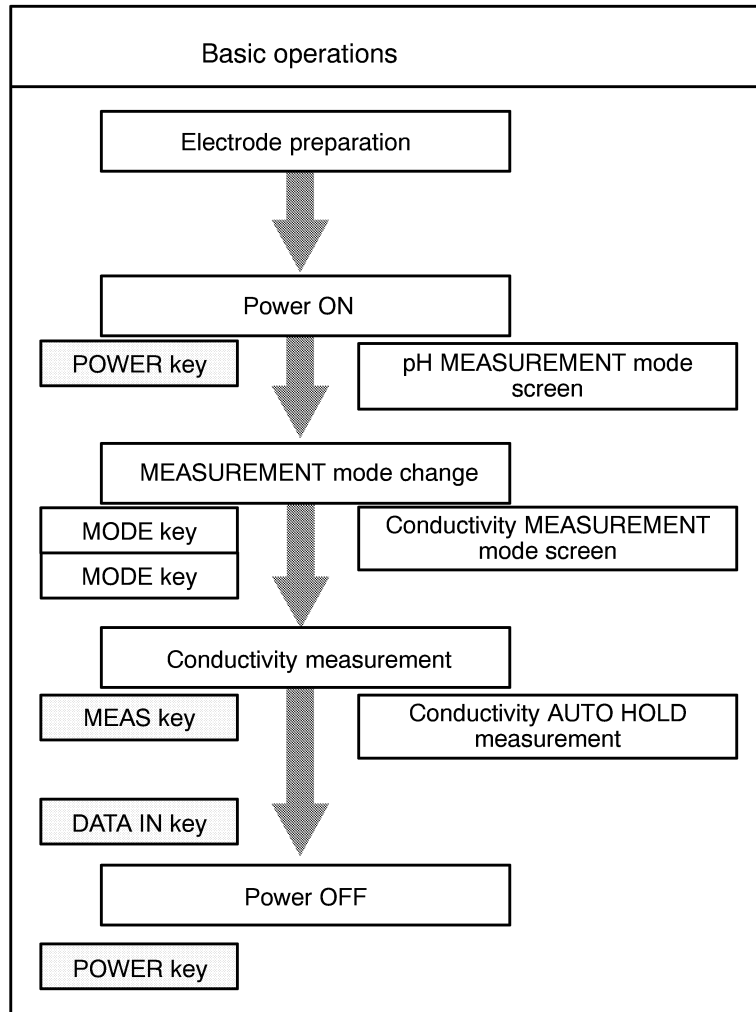 Basic operations
Electrode preparation
Power ON
POWER key
pH MEASUREMENT mode
screen
MEASUREMENT mode change
MODE key
MODE key
Conductivity MEASUREMENT
mode screen
Conductivity measurement
MEAS key
Conductivity AUTO HOLD
measurement
DATA IN key
Power OFF
POWER key